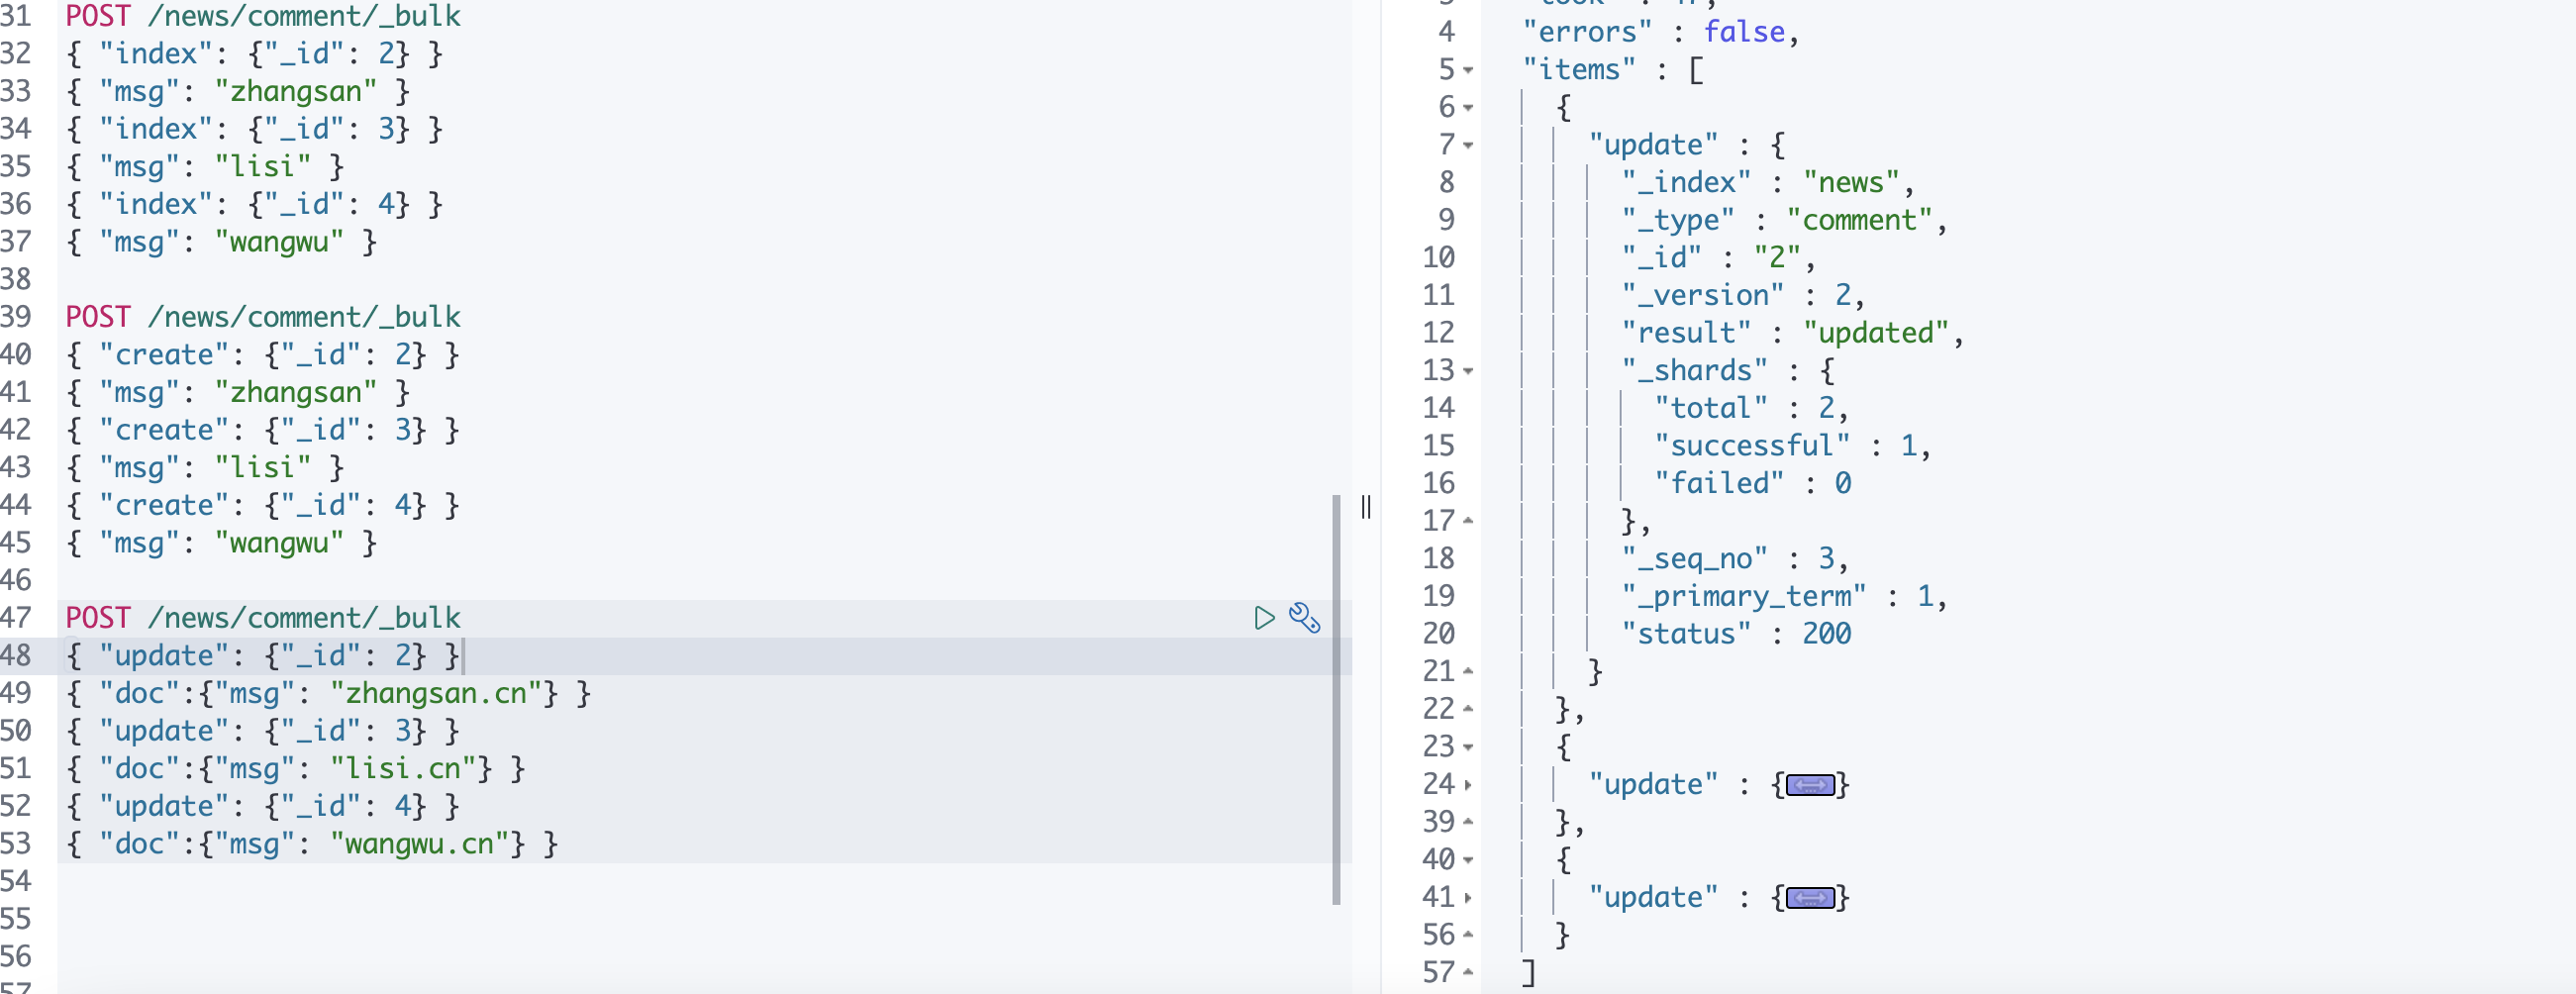 31 POST /news/comment/_bulk
32 { "index": {"_id": 2} }
33 { "msg": "zhangsan" }
34 { "index": {"_id": 3} }
35 { "msg": "lisi" }
36 { "index": {"_id": 4} }
37 { "msg": "wangwu" }
38
39 POST /news/comment/_bulk
40 { "create": {"_id": 2} }
41 { "msg": "zhangsan" }
42 { "create": {"_id": 3} }
43 { "msg": "lisi" }
44 { "create": {"_id": 4} }
45 { "msg": "wangwu" }
46
47 POST /news/comment/_bulk
48 { "update": {"_id": 2} }
49 { "doc":{"msg": "zhangsan.cn"} }
50 { "update": {"_id": 3} }
51 { "doc":{"msg": "lisi.cn"} }
52 { "update": {"_id": 4} }
53 { "doc":{"msg": "wangwu.cn"} }
54
55
56
57
4 "errors" : false,
5 "items" : [
6 {
7 "update" : {
8 "_index" : "news",
9 "_type" : "comment",
10 "_id" : "2",
11 "_version" : 2,
12 "result" : "updated",
13 "_shards" : {
14 "total" : 2,
15 "successful" : 1,
16 "failed" : 0
17 },
18 "_seq_no" : 3,
19 "_primary_term" : 1,
20 "status" : 200
21 }
22 },
23 {
24 "update" : {}
39 },
40 {
41 "update" : {}
56 }
57 ]